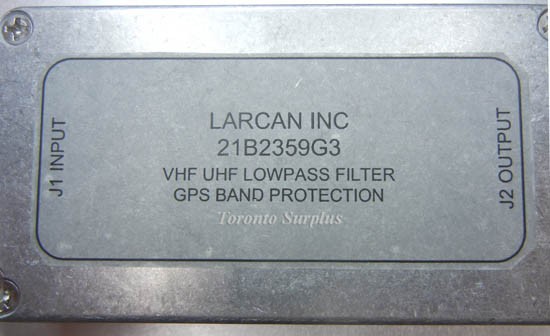 LARCAN INC
21B2359G3
VHF UHF LOWPASS FILTER
GPS BAND PROTECTION
Toronto Surplus
J1 INPUT
J2 OUTPUT